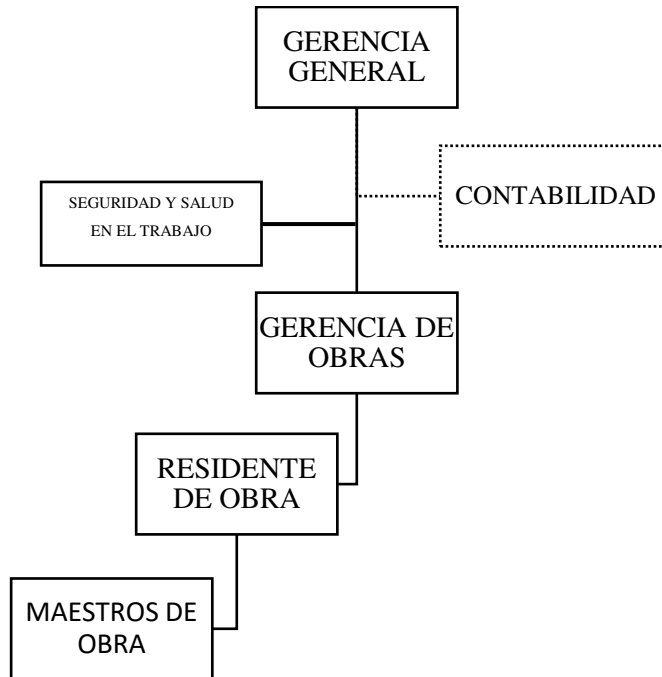 GERENCIA
GENERAL
SEGURIDAD Y SALUD
EN EL TRABAJO
CONTABILIDAD
GERENCIA DE
OBRAS
RESIDENTE
DE OBRA
MAESTROS DE
OBRA